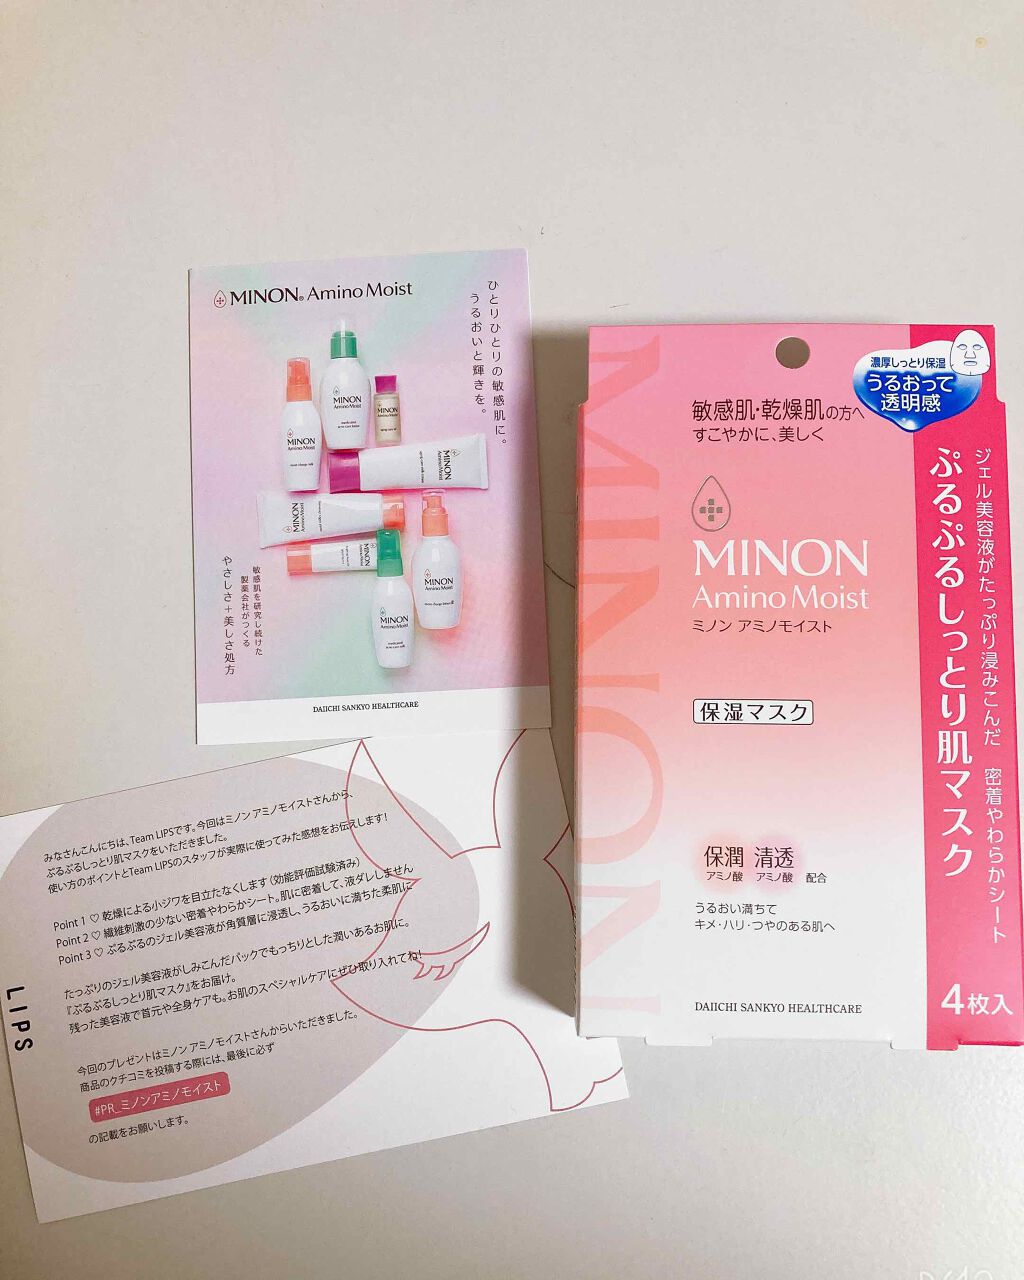 MINON® Amino Moist
ひとりひとりの敏感肌に。
うるおいと輝きを。
MINON
Amino Moist
MINON
Amino Moist
MINON
MINON
Amino Moist
MINON
Amino Moist
MINON
Amino Moist
MINON
Amino Moist
MINON
Amino Moist
敏感肌を研究し続けた
製薬会社がつくる
やさしさ+美しさ処方
DAIICHI SANKYO HEALTHCARE
MINON
濃厚しっとり保湿
うるおって
透明感
敏感肌・乾燥肌の方へ
すこやかに、美しく
MINON
Amino Moist
ミノン アミノモイスト
保湿マスク
保潤 清透
アミノ酸 アミノ酸 配合
うるおい満ちて
キメ・ハリ・つやのある肌へ
DAIICHI SANKYO HEALTHCARE
ジェル美容液がたっぷり浸みこんだ 密着やわらかシート
ぷるぷるしっとり肌マスク
4枚入
LIPS
みなさんこんにちは、Team LIPSです。今回はミノン アミノモイストさんから、
ぷるぷるしっとり肌マスクをいただきました。
使い方のポイントとTeam LIPSのスタッフが実際に使ってみた感想をお伝えします!
Point 1 ♡ 乾燥による小ジワを目立たなくします(効能評価試験済み)
Point 2 ♡ 繊維刺激の少ない密着やわらかシート。肌に密着して、液ダレしません
Point 3 ♡ ぷるぷるのジェル美容液が角質層に浸透し、うるおいに満ちた柔肌に
たっぷりのジェル美容液がしみこんだパックでもっちりとした潤いあるお肌に。
『ぷるぷるしっとり肌マスク』をお届け。
残った美容液で首元や全身ケアも。お肌のスペシャルケアにぜひ取り入れてね!
今回のプレゼントはミノン アミノモイストさんからいただきました。
商品のクチコミを投稿する際には、最後に必ず
#PR_ミノンアミノモイスト
の記載をお願いします。